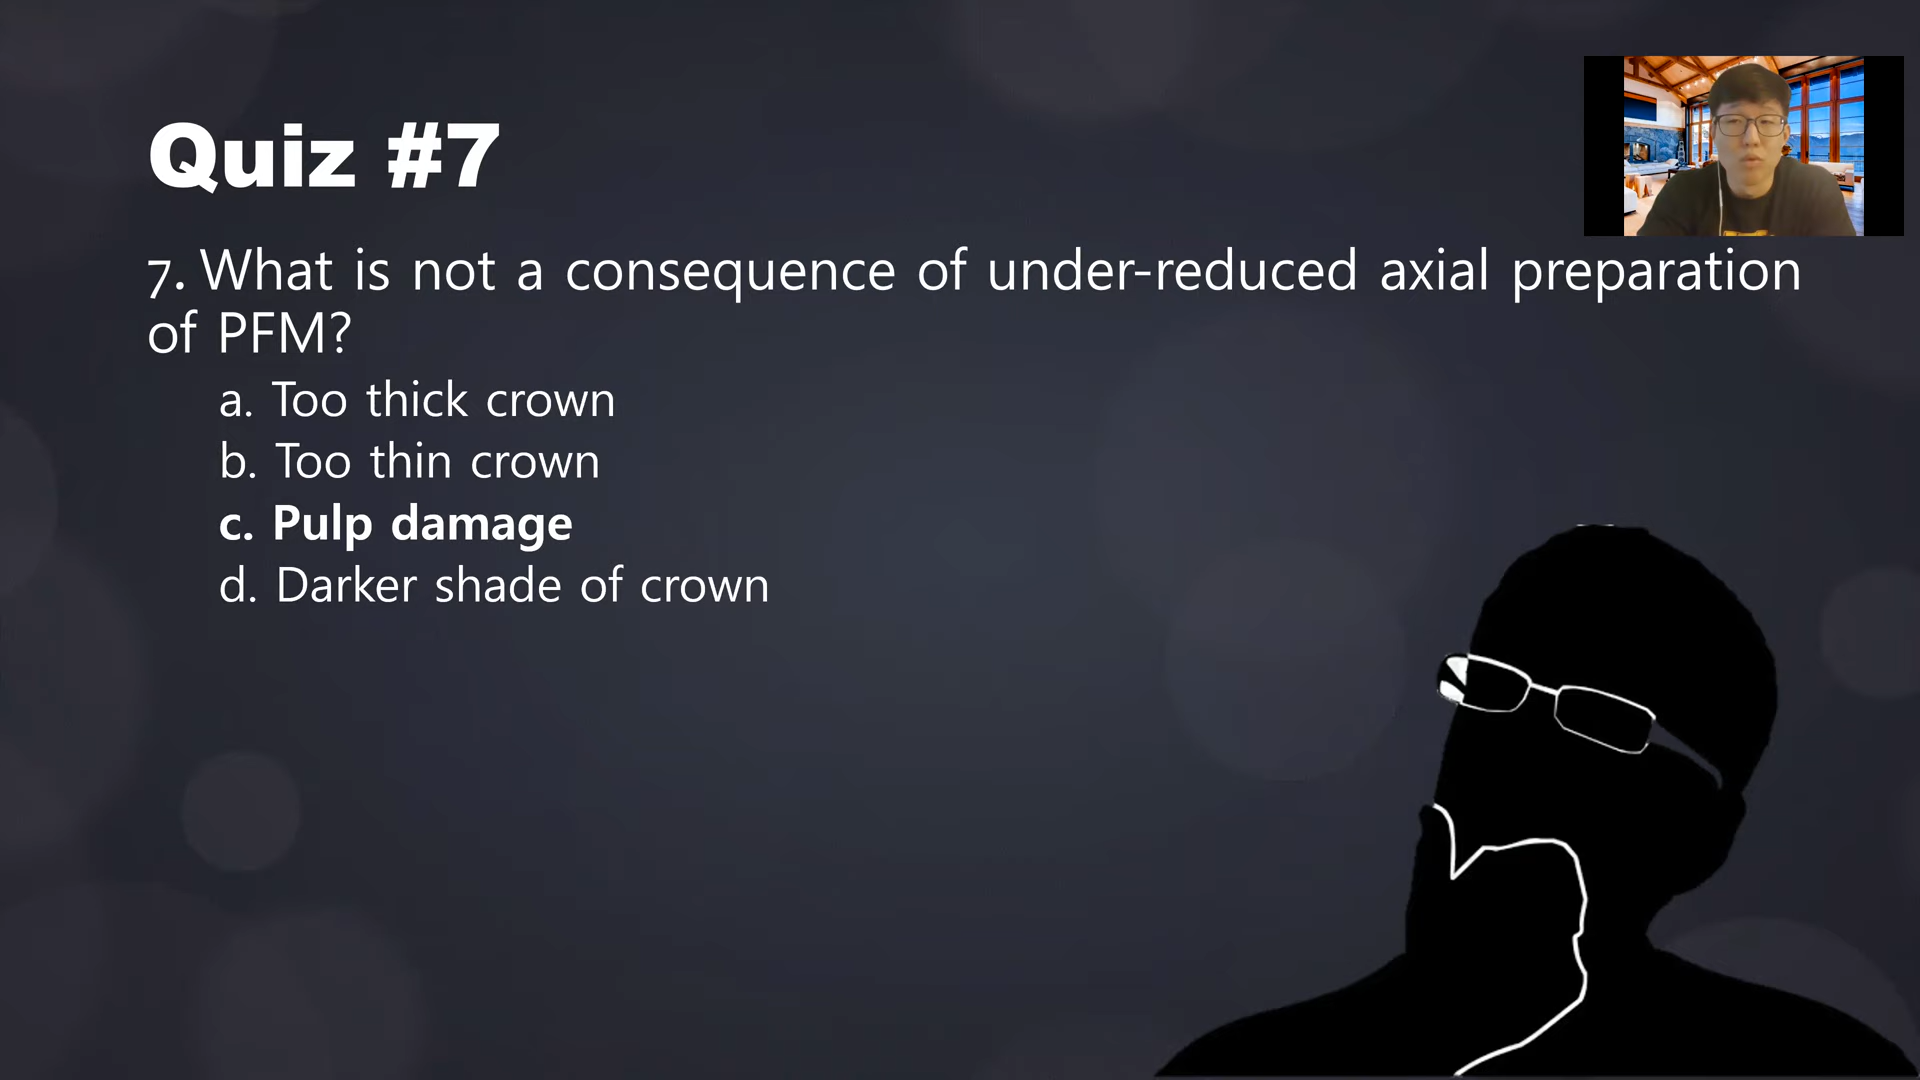 Quiz #7
7. What is not a consequence of under-reduced axial preparation
of PFM?
a. Too thick crown
b. Too thin crown
c. Pulp damage
d. Darker shade of crown